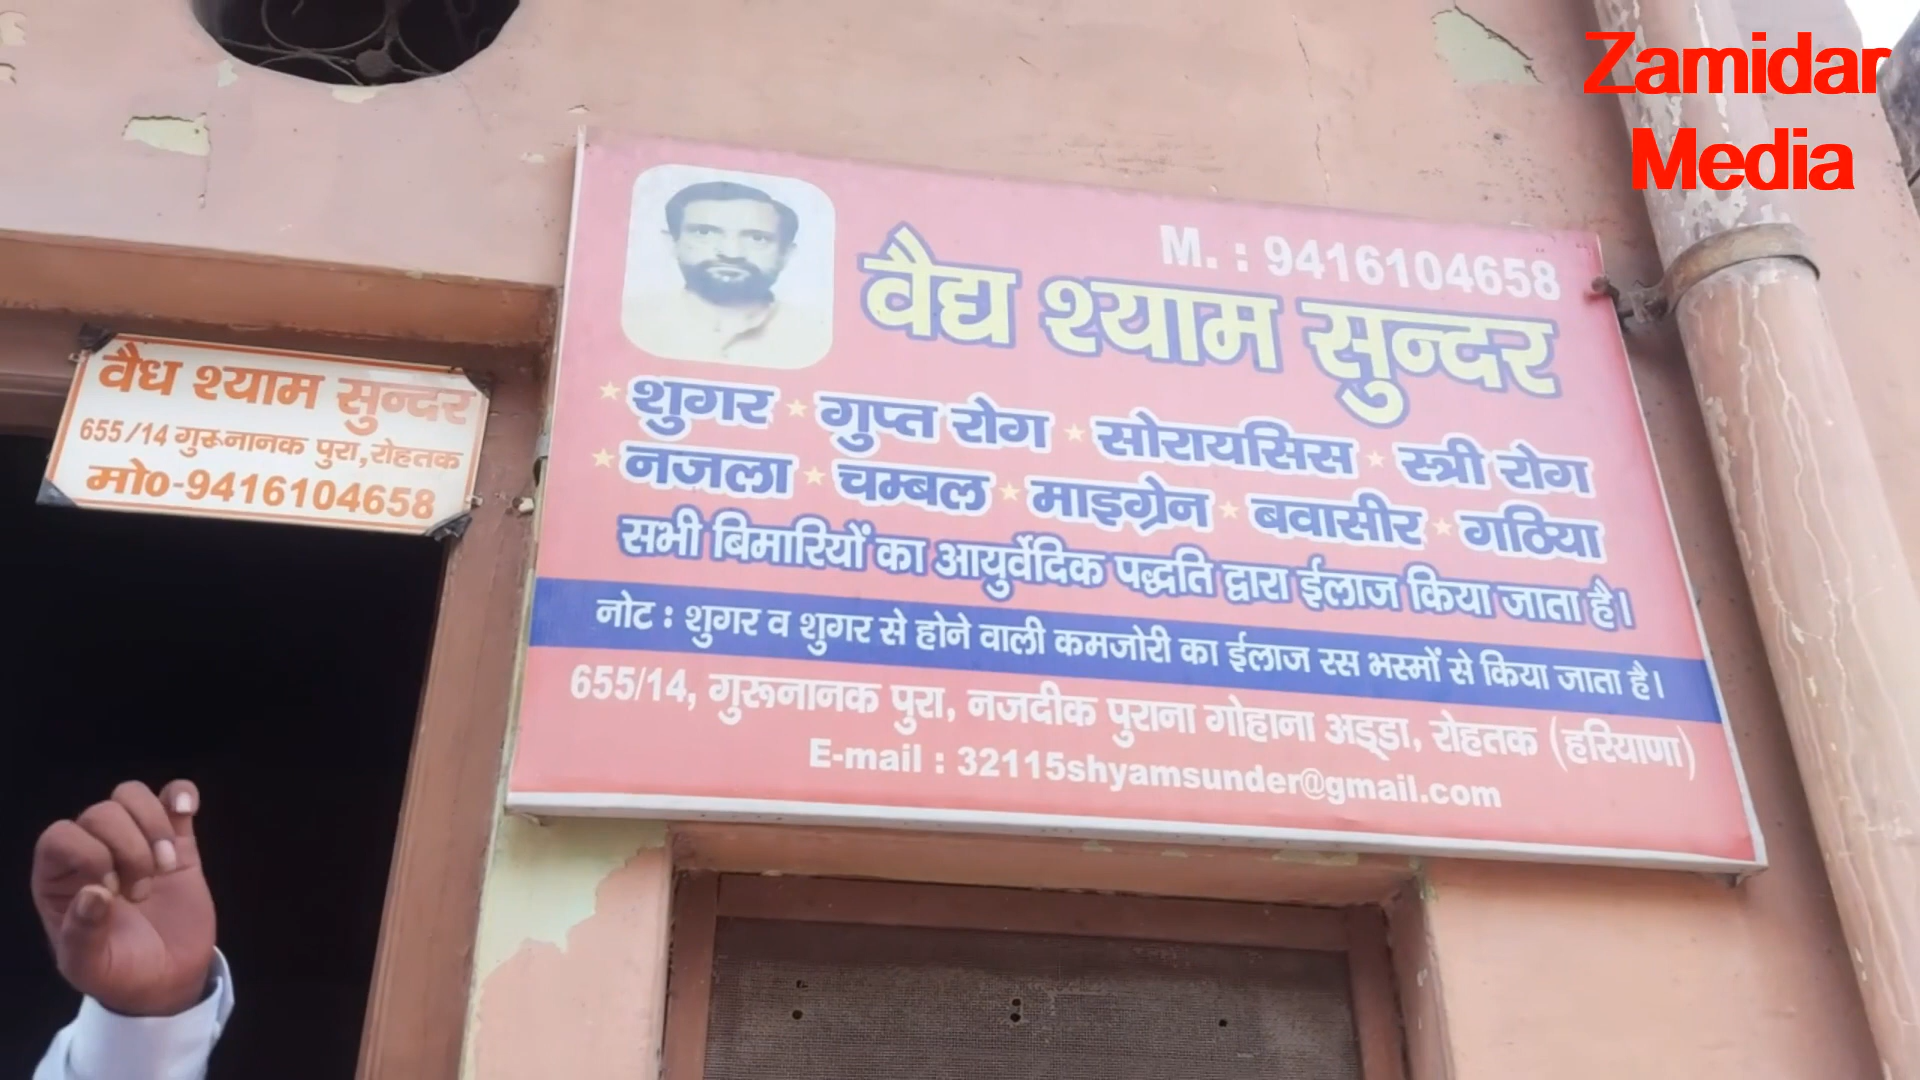 Zamidar
Media
वैध श्याम सुन्दर
655/14 गुरूनानक पुरा, रोहतक
मो०-9416104658
M. : 9416104658
वैद्य श्याम सुन्दर
शुगर गुप्त रोग सोरायसिस स्त्री रोग
नजला चम्बल माइग्रेन बवासीर गठिया
सभी बिमारियों का आयुर्वेदिक पद्धति द्वारा ईलाज किया जाता है।
नोट : शुगर व शुगर से होने वाली कमजोरी का ईलाज रस भस्मों से किया जाता है।
655/14, गुरूनानक पुरा, नजदीक पुराना गोहाना अड्डा, रोहतक (हरियाणा)
E-mail : 32115shyamsunder@gmail.com